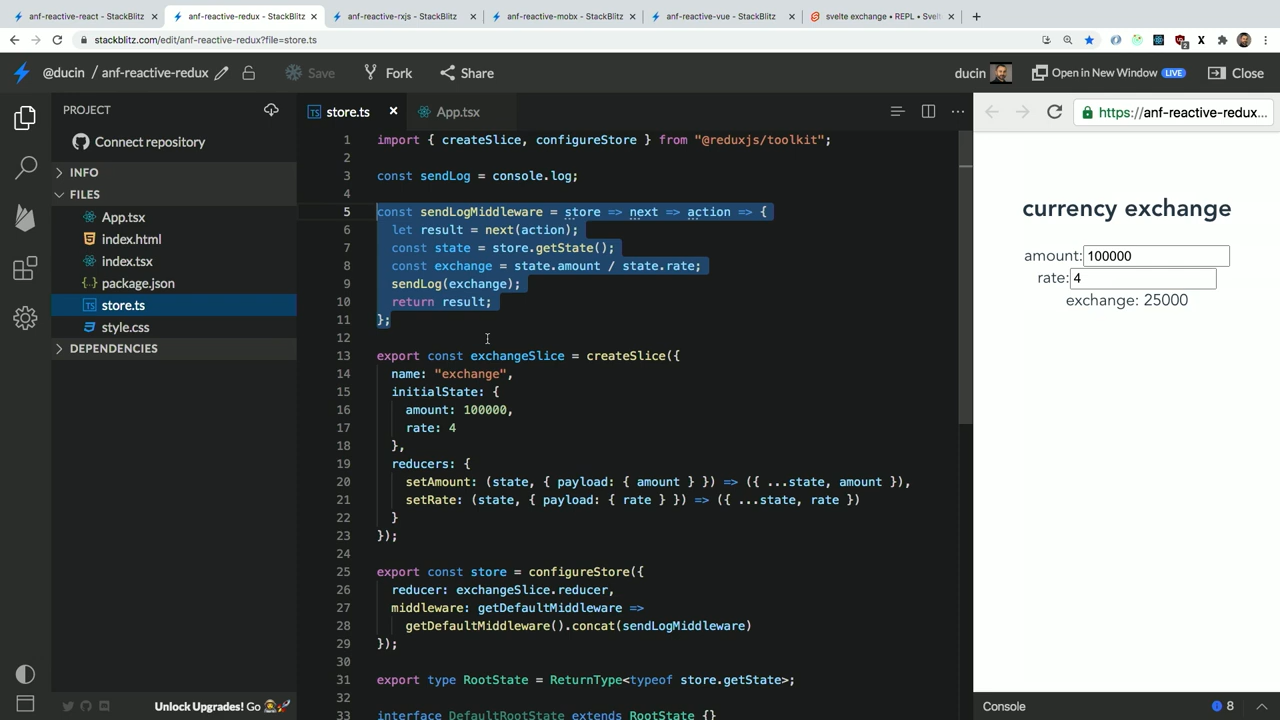 anf-reactive-react - StackBlitz
anf-reactive-redux - StackBlitz
anf-reactive-rxjs - StackBlitz
anf-reactive-mobx - StackBlitz
anf-reactive-vue - StackBlitz
svelte exchange • REPL • Svel
stackblitz.com/edit/anf-reactive-redux?file=store.ts
@ducin / anf-reactive-redux
Save
Fork
Share
ducin
Open in New Window LIVE
Close
PROJECT
Connect repository
INFO
FILES
App.tsx
index.html
index.tsx
package.json
store.ts
style.css
DEPENDENCIES
Unlock Upgrades! Go
store.ts
App.tsx
1 import { createSlice, configureStore } from "@reduxjs/toolkit";
2
3 const sendLog = console.log;
4
5 const sendLogMiddleware = store => next => action => {
6 let result = next(action);
7 const state = store.getState();
8 const exchange = state.amount / state.rate;
9 sendLog(exchange);
10 return result;
11 };
12
13 export const exchangeSlice = createSlice({
14 name: "exchange",
15 initialState: {
16 amount: 100000,
17 rate: 4
18 },
19 reducers: {
20 setAmount: (state, { payload: { amount } }) => ({ ...state, amount }),
21 setRate: (state, { payload: { rate } }) => ({ ...state, rate })
22 }
23 });
24
25 export const store = configureStore({
26 reducer: exchangeSlice.reducer,
27 middleware: getDefaultMiddleware =>
28 getDefaultMiddleware().concat(sendLogMiddleware)
29 });
30
31 export type RootState = ReturnType<typeof store.getState>;
32
33 interface DefaultRootState extends RootState {}
https://anf-reactive-redux...
currency exchange
amount: 100000
rate: 4
exchange: 25000
Console
8